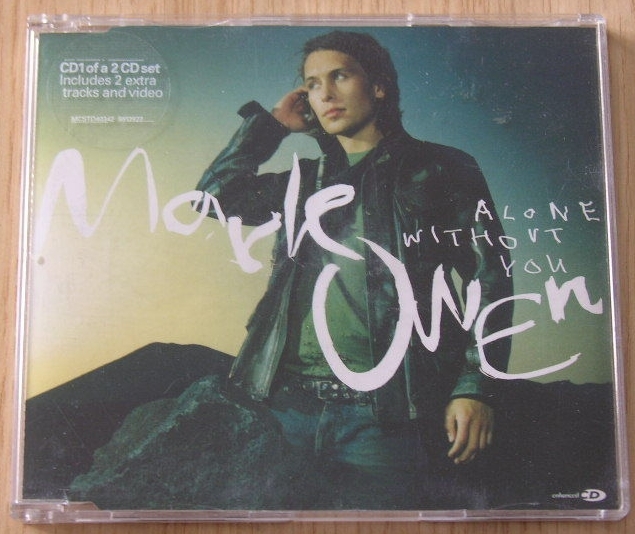 CD1 of a 2 CD set
Includes 2 extra
tracks and video
Mark
Owen
ALONE
WITHOUT
YOU
enhanced CD